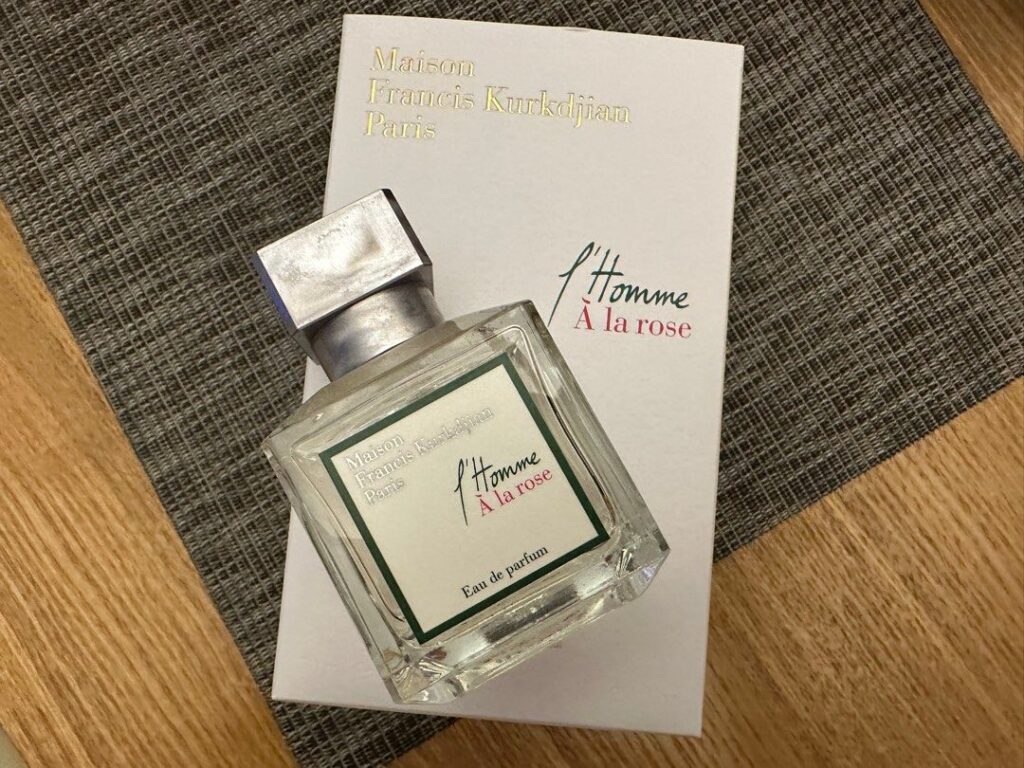 Maison
Francis Kurkdjian
Paris
l'Homme
À la rose
Maison
Francis Kurkdjian
Paris
l'Homme
À la rose
Eau de parfum